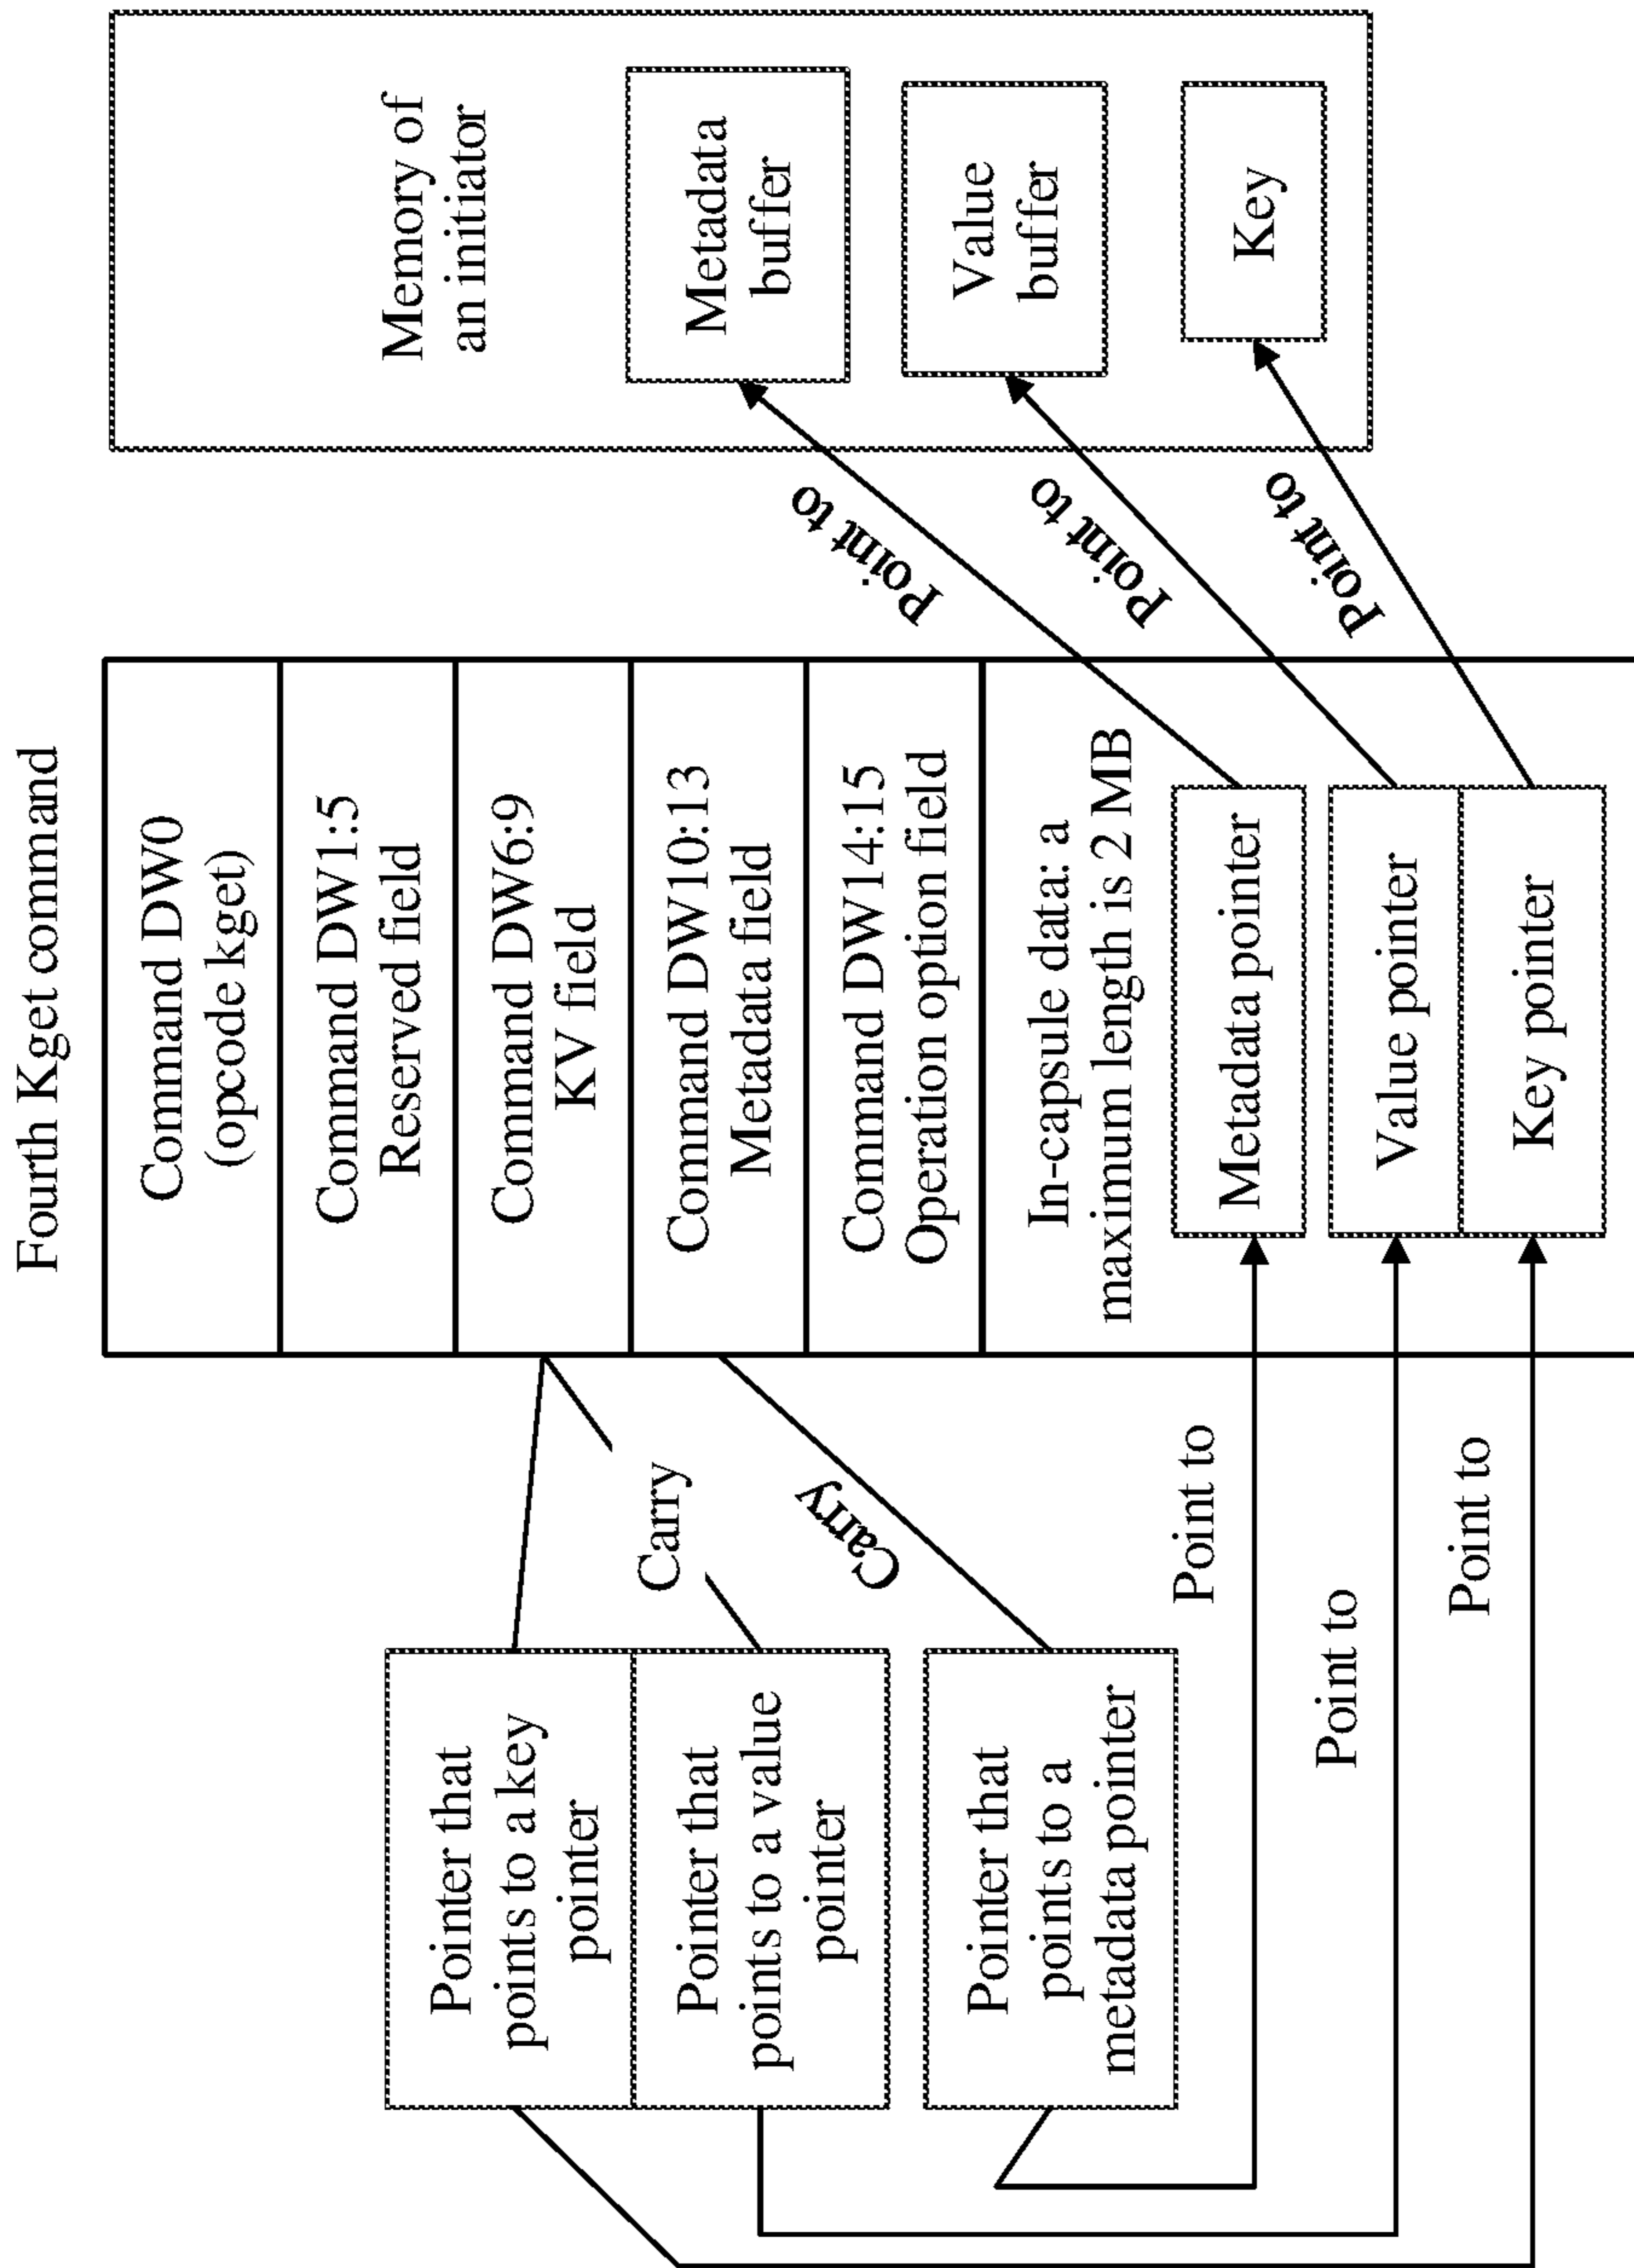 Fourth Kget command
Command DW0
(opcode kget)
Command DW1:5
Reserved field
Command DW6:9
KV field
Command DW10:13
Metadata field
Command DW14:15
Operation option field
In-capsule data: a
maximum length is 2 MB
Metadata pointer
Value pointer
Key pointer
Pointer that
points to a key
pointer
Pointer that
points to a value
pointer
Pointer that
points to a
metadata pointer
Carry
Carry
Point to
Point to
Point to
Point to
Point to
Point to
Memory of
an initiator
Metadata
buffer
Value
buffer
Key